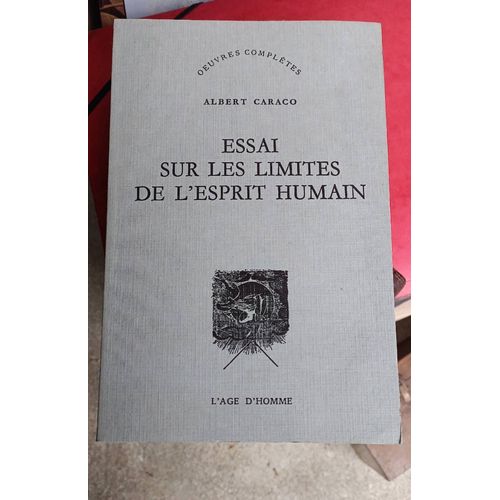 OEUVRES COMPLÈTES
ALBERT CARACO
ESSAI
SUR LES LIMITES
DE L'ESPRIT HUMAIN
L'AGE D'HOMME